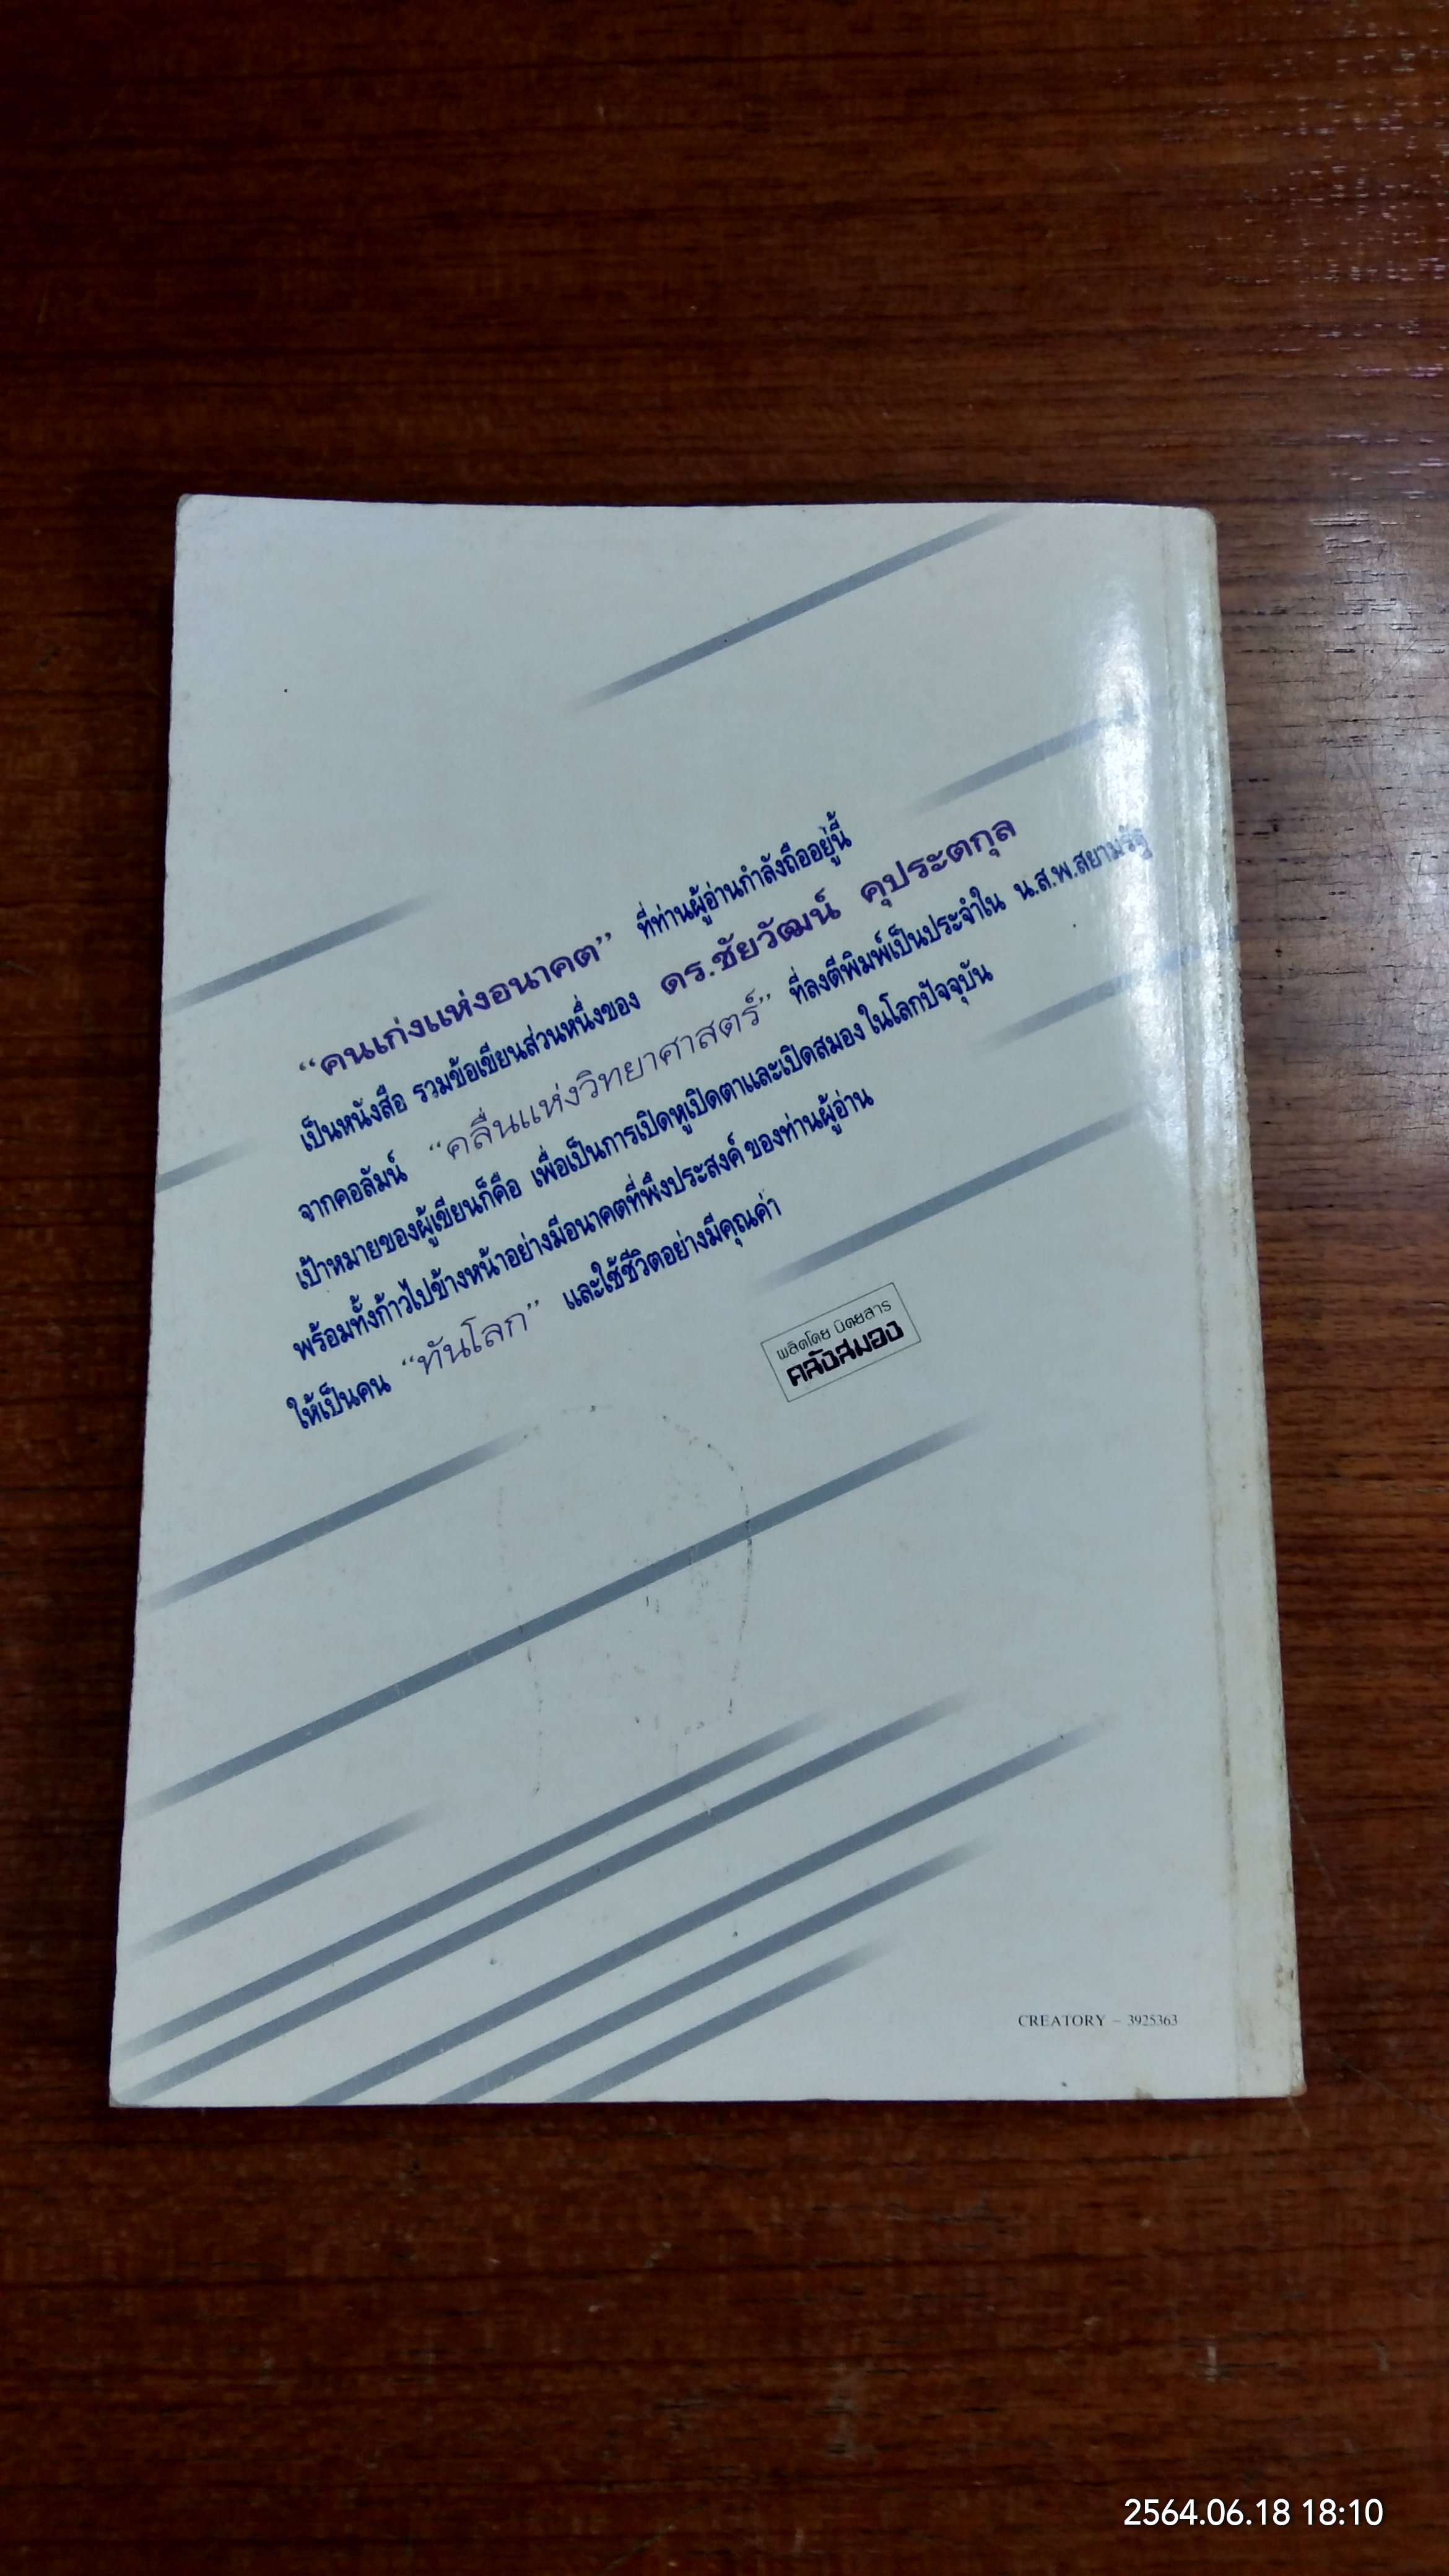 “คนเก่งแห่งอนาคต” ที่ท่านผู้อ่านกำลังถืออยู่นี้
เป็นหนังสือ รวมข้อเขียนส่วนหนึ่งของ ดร.ชัยวัฒน์ คุประตกุล
จากคอลัมน์ “คลื่นแห่งวิทยาศาสตร์” ที่ลงตีพิมพ์เป็นประจำใน น.ส.พ.สยามรัฐ
เป้าหมายของผู้เขียนก็คือ เพื่อเป็นการเปิดหูเปิดตาและเปิดสมอง ในโลกปัจจุบัน
พร้อมทั้งก้าวไปข้างหน้าอย่างมีอนาคตที่พึงประสงค์ ของท่านผู้อ่าน
ให้เป็นคน “ทันโลก” และใช้ชีวิตอย่างมีคุณค่า
ผลิตโดย นิตยสาร
คลังสมอง
CREATORY – 3925363
2564.06.18 18:10